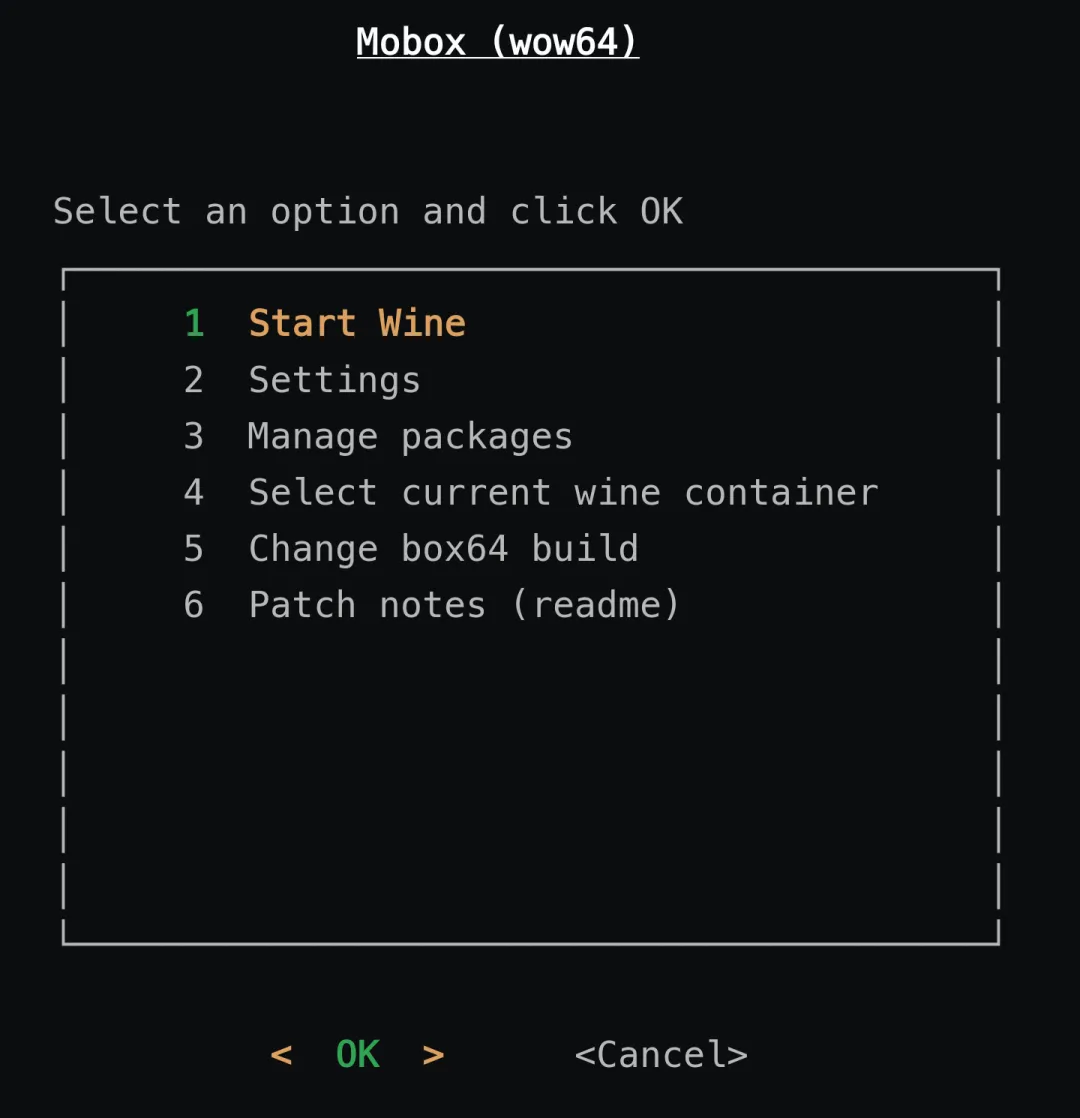 Mobox (wow64)
Select an option and click OK
1 Start Wine
2 Settings
3 Manage packages
4 Select current wine container
5 Change box64 build
6 Patch notes (readme)
< OK > <Cancel>